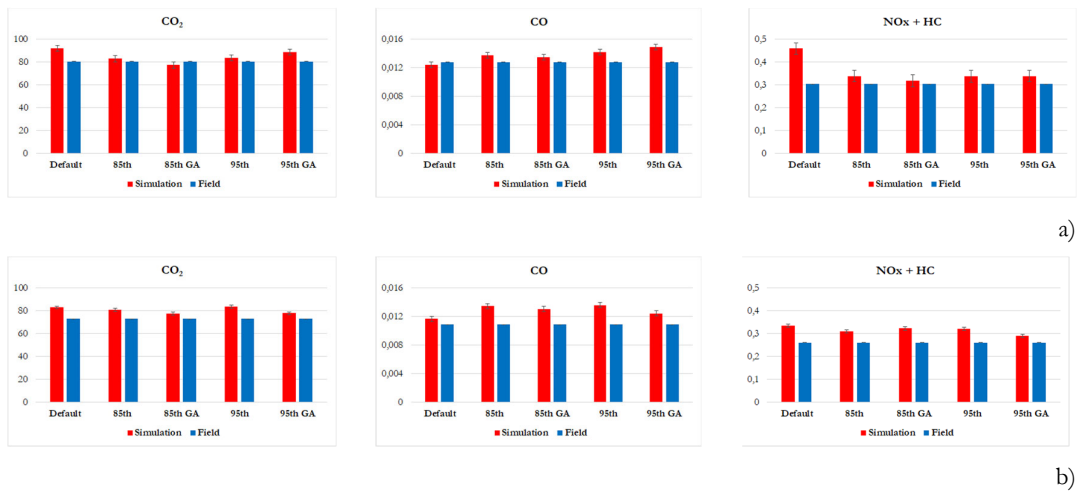 CO₂
100
80
60
40
20
0
Default 85th 85th GA 95th 95th GA
Simulation Field
CO
0,016
0,012
0,008
0,004
0
Default 85th 85th GA 95th 95th GA
Simulation Field
NOx + HC
0,5
0,4
0,3
0,2
0,1
0
Default 85th 85th GA 95th 95th GA
Simulation Field
a)
CO₂
100
80
60
40
20
0
Default 85th 85th GA 95th 95th GA
Simulation Field
CO
0,016
0,012
0,008
0,004
0
Default 85th 85th GA 95th 95th GA
Simulation Field
NOx + HC
0,5
0,4
0,3
0,2
0,1
0
Default 85th 85th GA 95th 95th GA
Simulation Field
b)